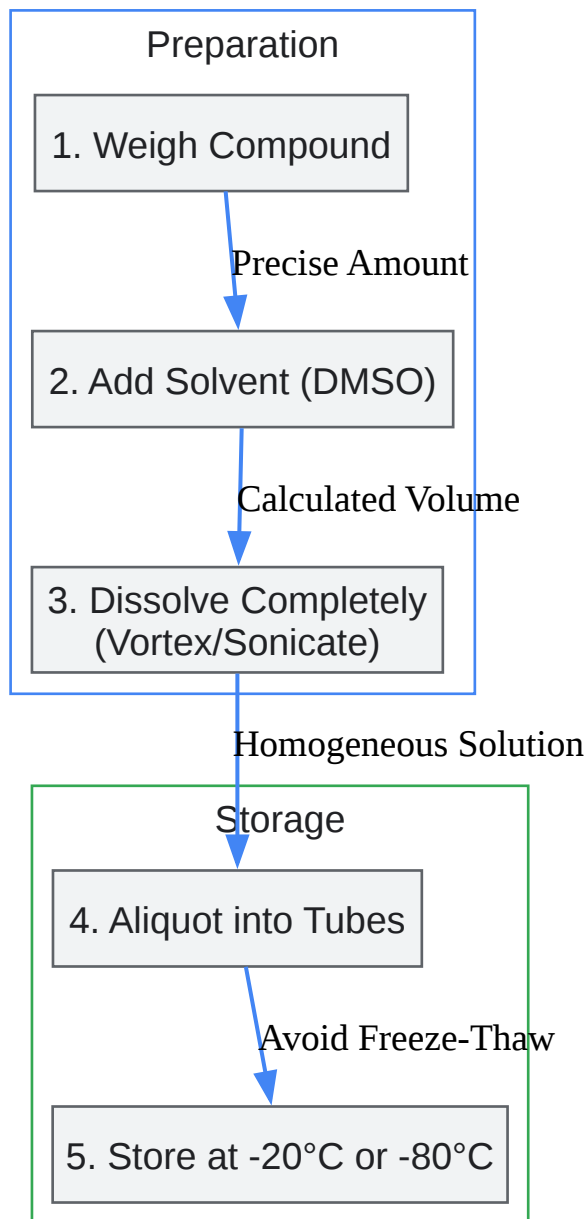 Preparation
1. Weigh Compound
Precise Amount
2. Add Solvent (DMSO)
Calculated Volume
3. Dissolve Completely
(Vortex/Sonicate)
Homogeneous Solution
Storage
4. Aliquot into Tubes
Avoid Freeze-Thaw
5. Store at -20°C or -80°C